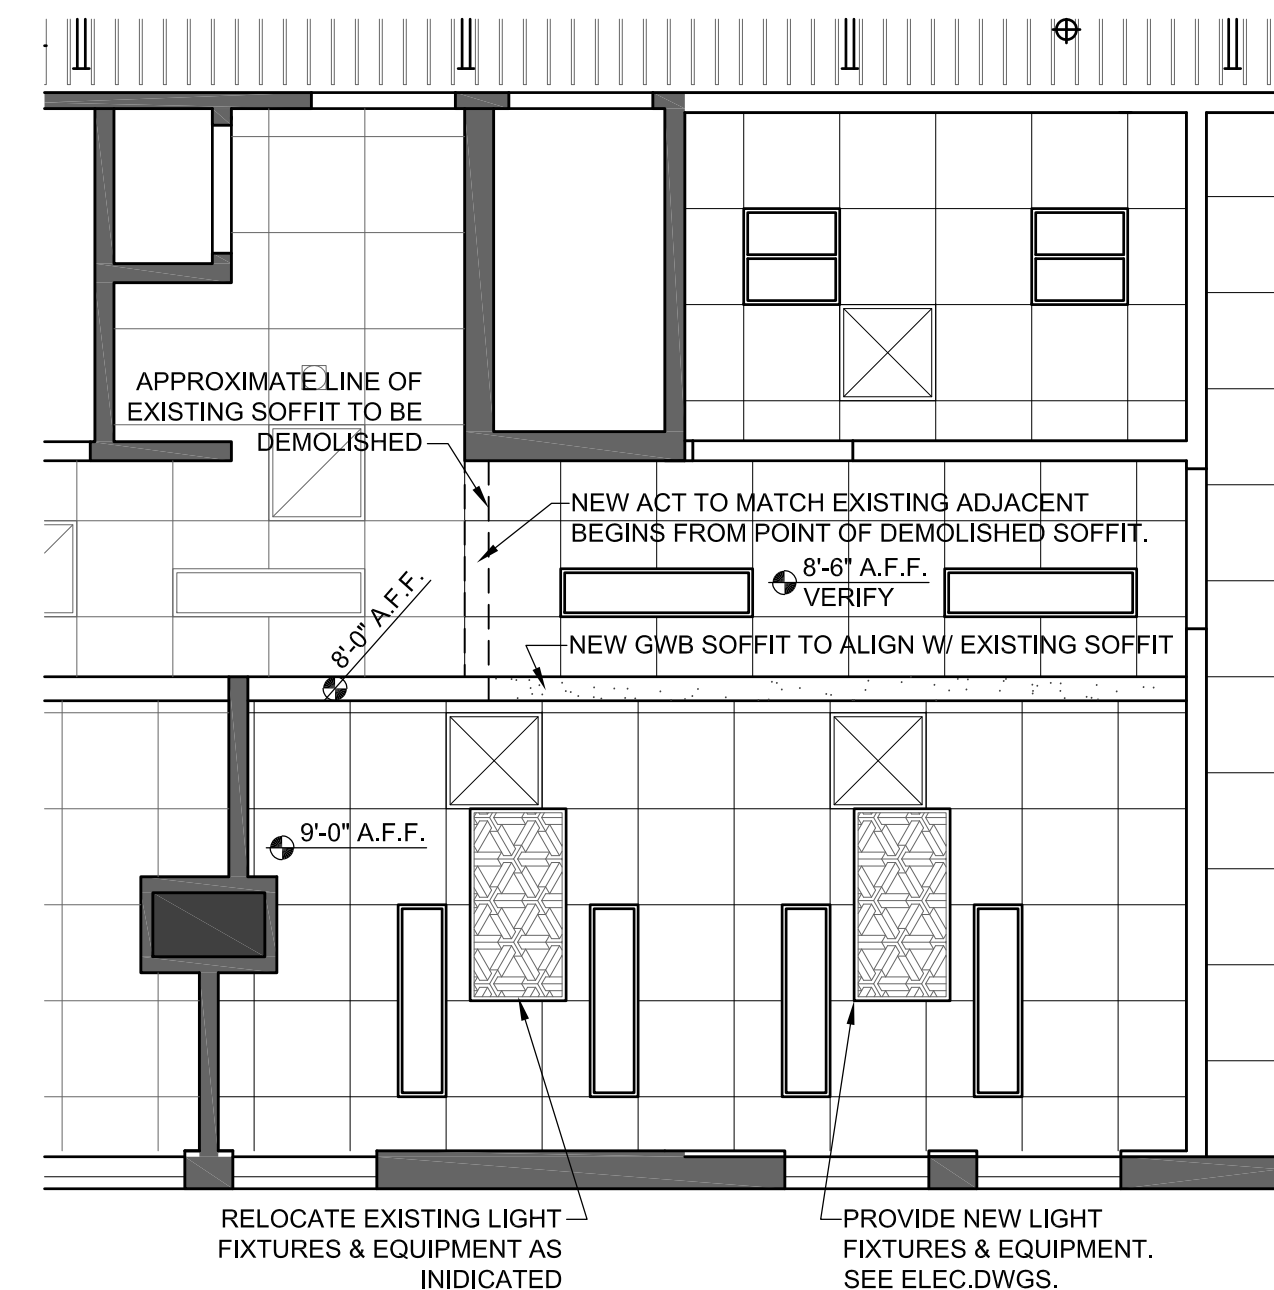 APPROXIMATE LINE OF
EXISTING SOFFIT TO BE
DEMOLISHED
NEW ACT TO MATCH EXISTING ADJACENT
BEGINS FROM POINT OF DEMOLISHED SOFFIT.
8'-6" A.F.F.
VERIFY
8'-0" A.F.F.
NEW GWB SOFFIT TO ALIGN W/ EXISTING SOFFIT
9'-0" A.F.F.
RELOCATE EXISTING LIGHT
FIXTURES & EQUIPMENT AS
INIDICATED
PROVIDE NEW LIGHT
FIXTURES & EQUIPMENT.
SEE ELEC.DWGS.